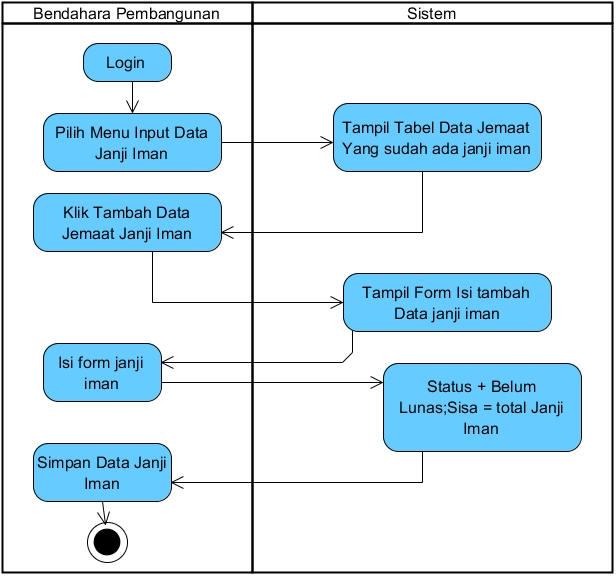 Bendahara Pembangunan
Sistem
Login
Pilih Menu Input Data
Janji Iman
Tampil Tabel Data Jemaat
Yang sudah ada janji iman
Klik Tambah Data
Jemaat Janji Iman
Tampil Form Isi tambah
Data janji iman
Isi form janji
iman
Status + Belum
Lunas;Sisa = total Janji
Iman
Simpan Data Janji
Iman